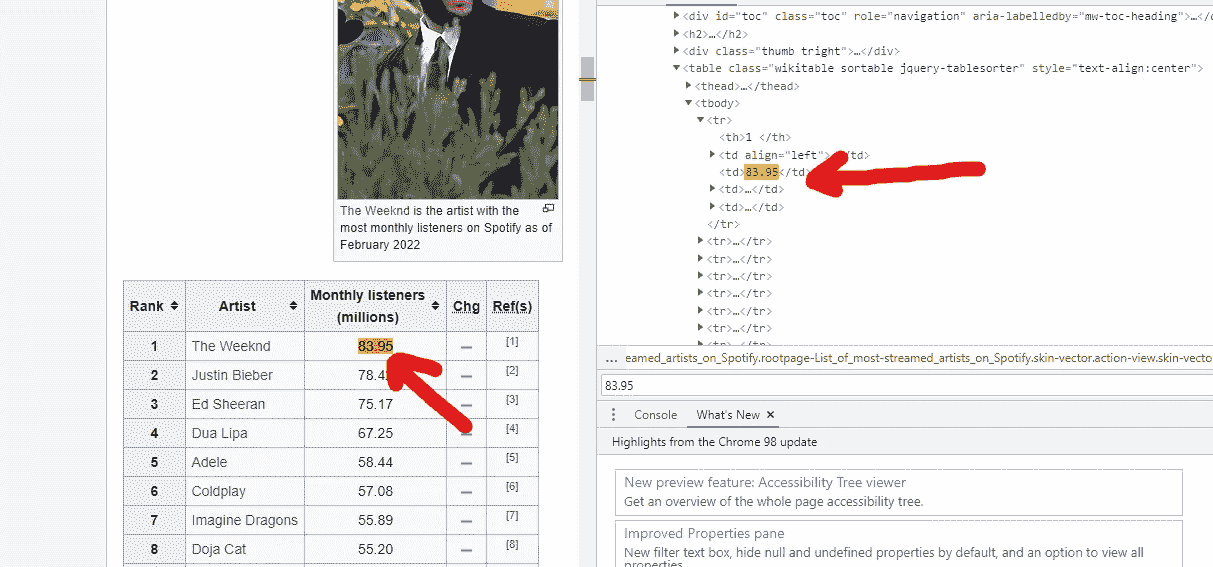 The Weeknd is the artist with the
most monthly listeners on Spotify as of
February 2022
Rank Artist Monthly listeners (millions) Chg Ref(s)
1 The Weeknd 83.95 — [1]
2 Justin Bieber — [2]
3 Ed Sheeran 75.17 — [3]
4 Dua Lipa 67.25 — [4]
5 Adele 58.44 — [5]
6 Coldplay 57.08 — [6]
7 Imagine Dragons 55.89 — [7]
8 Doja Cat 55.20 — [8]
<div id="toc" class="toc" role="navigation" aria-labelledby="mw-toc-heading">…</
<h2>…</h2>
<div class="thumb tright">…</div>
<table class="wikitable sortable jquery-tablesorter" style="text-align:center">
<thead>…</thead>
<tbody>
<tr>
<th>1 </th>
<td align="left"> </td>
<td>83.95</td>
<td>…</td>
<td>…</td>
</tr>
<tr>…</tr>
<tr>…</tr>
<tr>…</tr>
<tr>…</tr>
<tr>…</tr>
<tr>…</tr>
... eamed_artists_on_Spotify.rootpage-List_of_most-streamed_artists_on_Spotify.skin-vector.action-view.skin-vecto
83.95
Console What's New ×
Highlights from the Chrome 98 update
New preview feature: Accessibility Tree viewer
Get an overview of the whole page accessibility tree.
Improved Properties pane
New filter text box, hide null and undefined properties by default, and an option to view all
properties